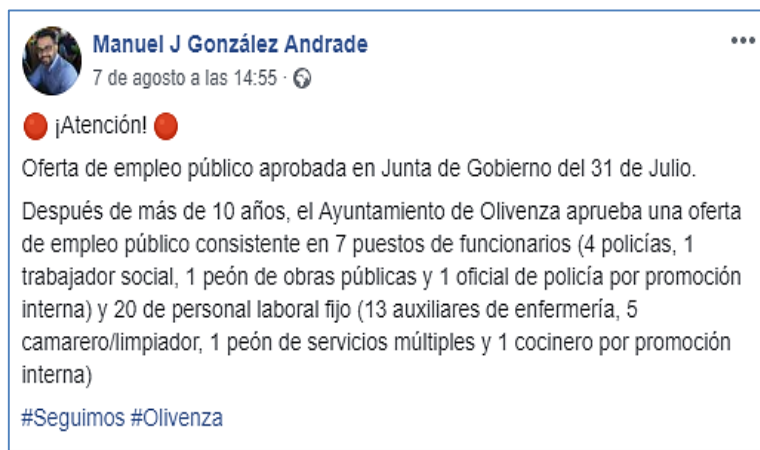 Manuel J González Andrade
7 de agosto a las 14:55 ·
¡Atención!
Oferta de empleo público aprobada en Junta de Gobierno del 31 de Julio.
Después de más de 10 años, el Ayuntamiento de Olivenza aprueba una oferta
de empleo público consistente en 7 puestos de funcionarios (4 policías, 1
trabajador social, 1 peón de obras públicas y 1 oficial de policía por promoción
interna) y 20 de personal laboral fijo (13 auxiliares de enfermería, 5
camarero/limpiador, 1 peón de servicios múltiples y 1 cocinero por promoción
interna)
#Seguimos #Olivenza